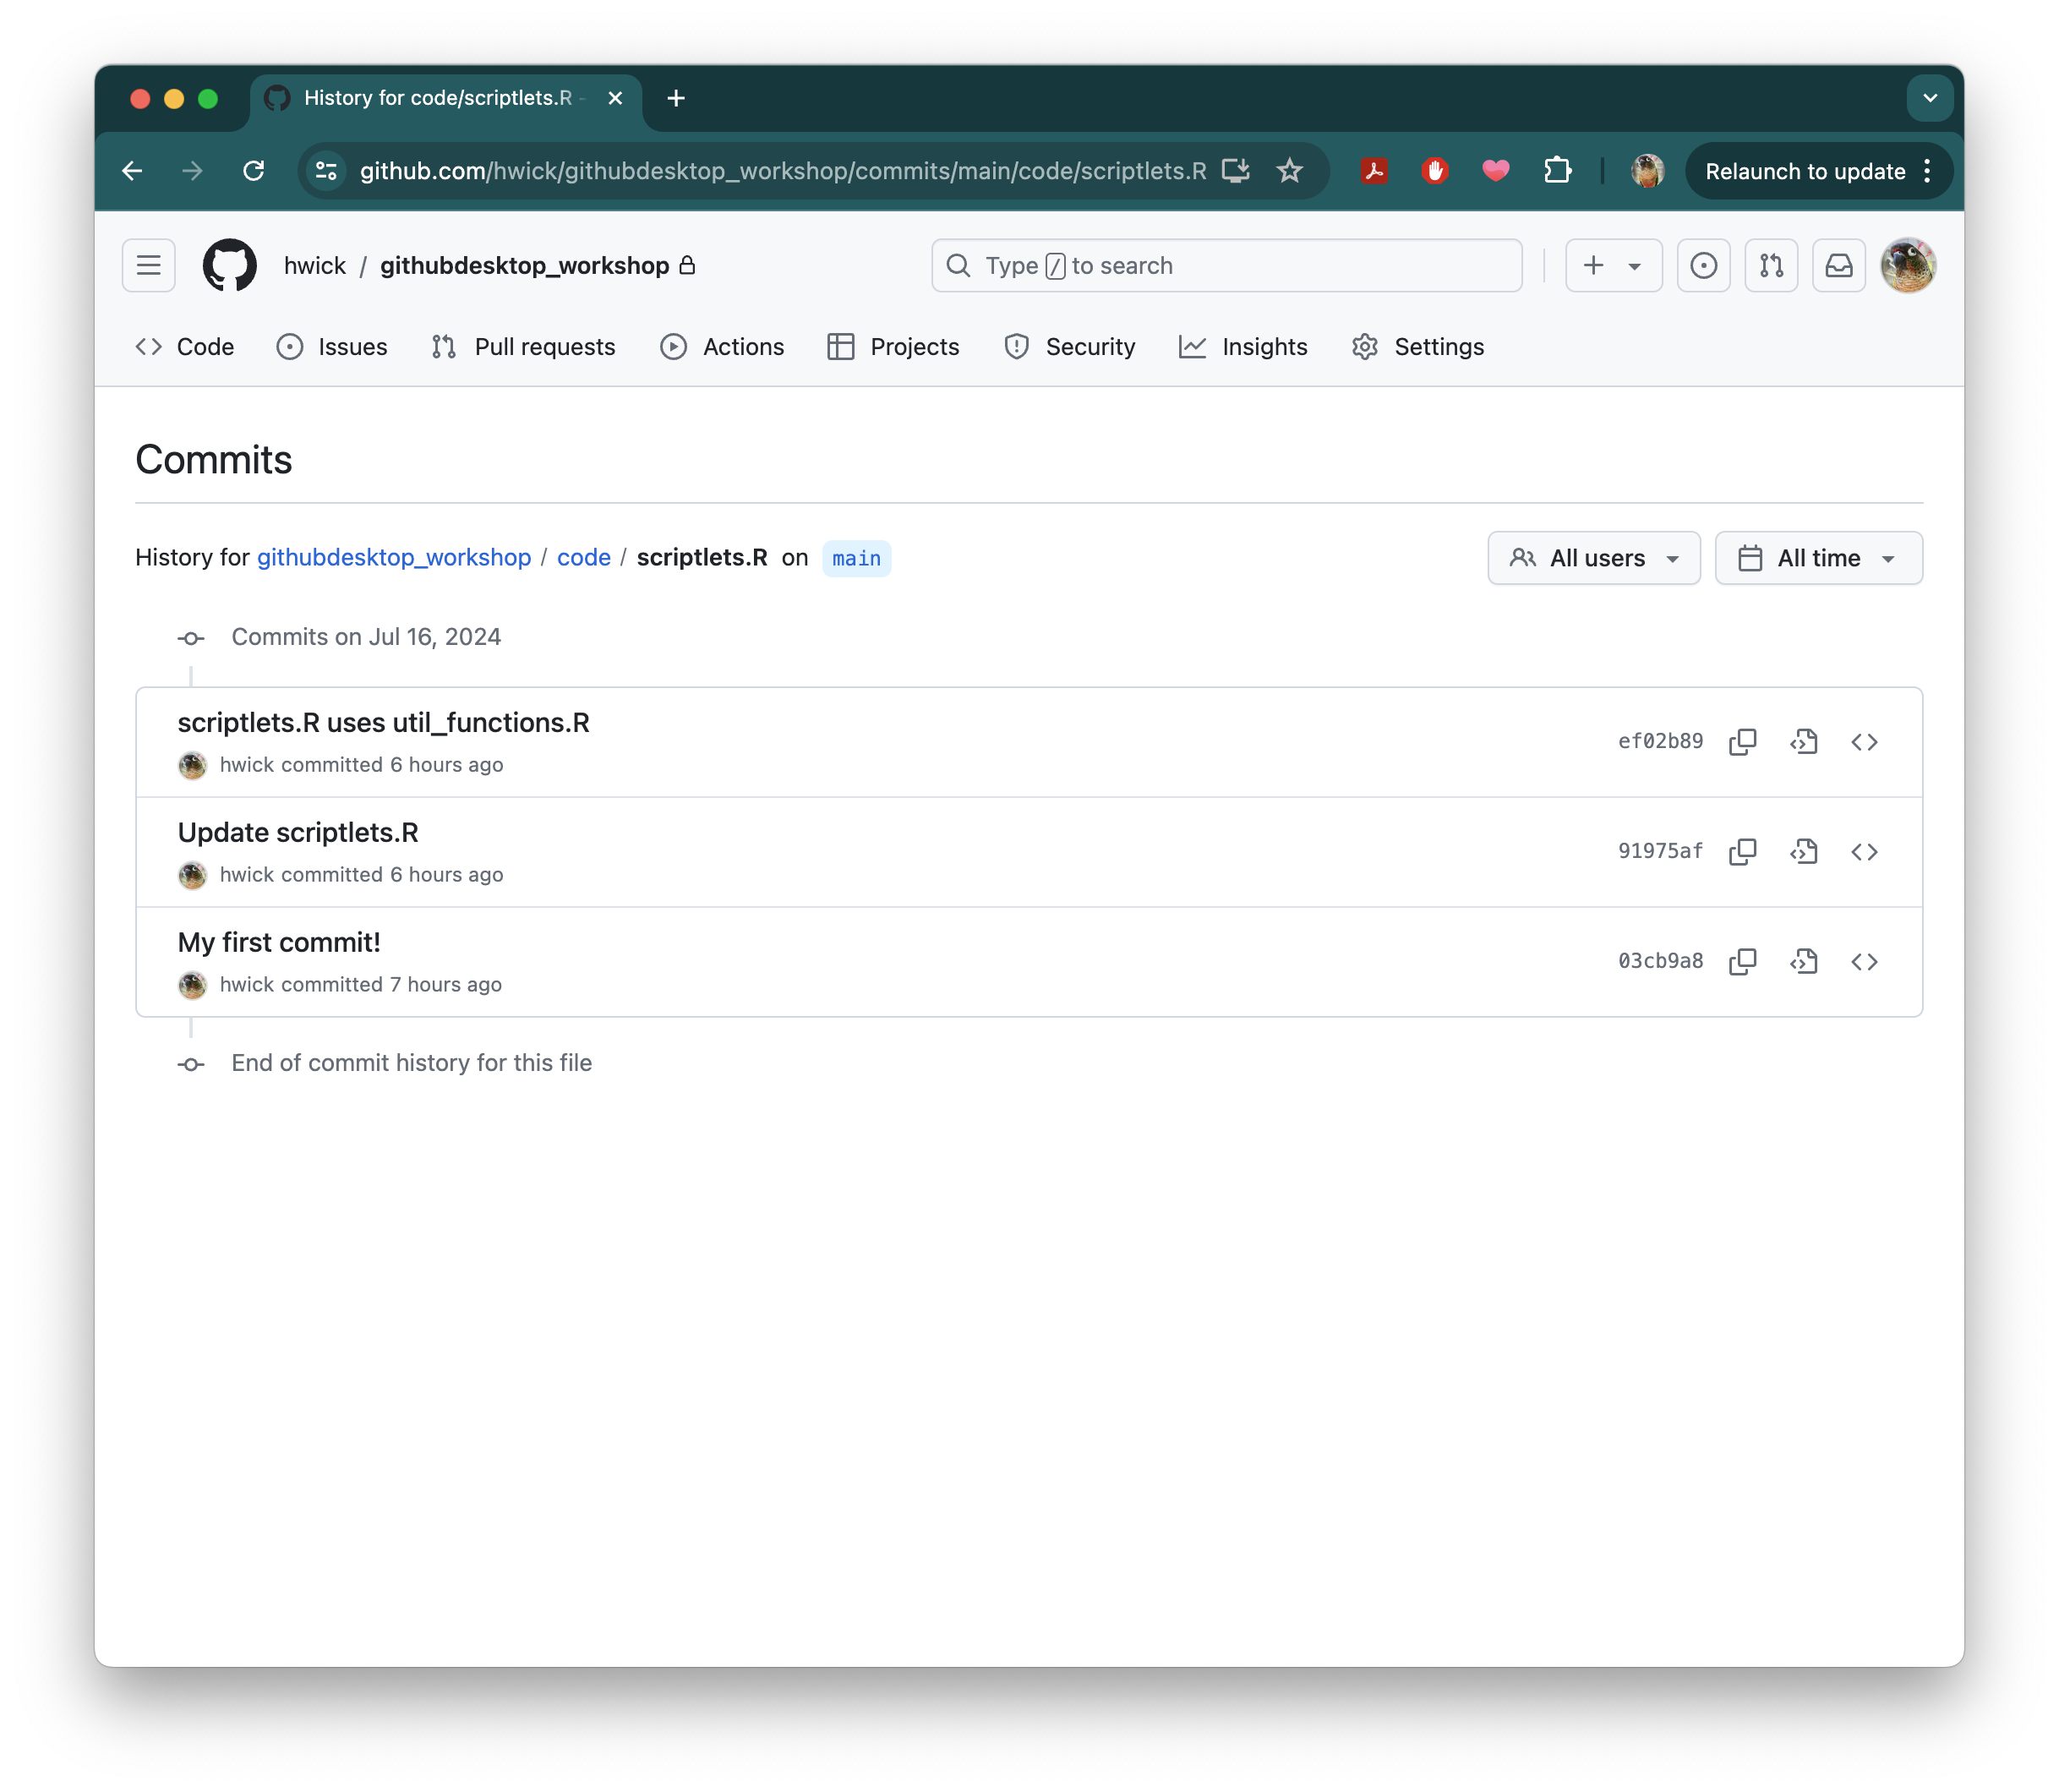 History for code/scriptlets.R -
github.com/hwick/githubdesktop_workshop/commits/main/code/scriptlets.R
Relaunch to update
hwick / githubdesktop_workshop
Type / to search
Code Issues Pull requests Actions Projects Security Insights Settings
Commits
History for githubdesktop_workshop / code / scriptlets.R on main
All users All time
Commits on Jul 16, 2024
scriptlets.R uses util_functions.R
hwick committed 6 hours ago
ef02b89
Update scriptlets.R
hwick committed 6 hours ago
91975af
My first commit!
hwick committed 7 hours ago
03cb9a8
End of commit history for this file